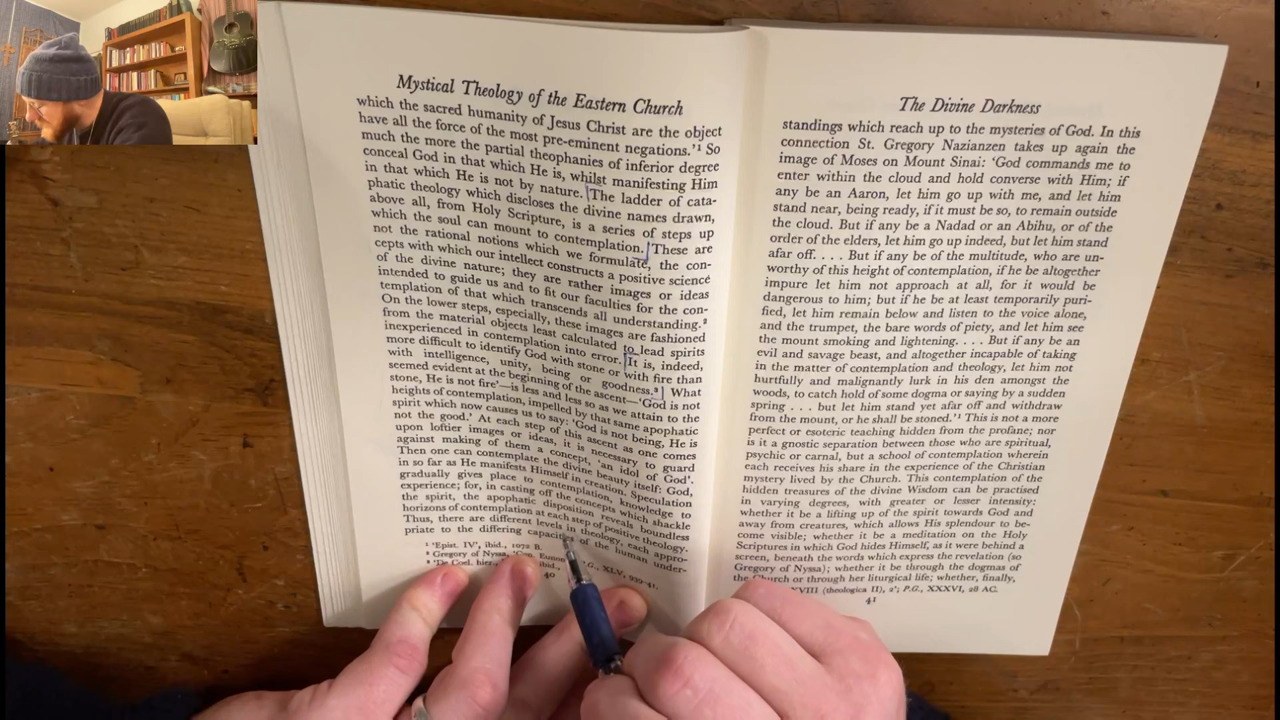 Mystical Theology of the Eastern Church
which the sacred humanity of Jesus Christ are the object
have all the force of the most pre-eminent negations.'¹ So
much the more the partial theophanies of inferior degree
conceal God in that which He is, whilst manifesting Him
in that which He is not by nature. The ladder of cata-
phatic theology which discloses the divine names drawn,
above all, from Holy Scripture, is a series of steps up
which the soul can mount to contemplation. These are
not the rational notions which we formulate, the con-
cepts with which our intellect constructs a positive science
of the divine nature; they are rather images or ideas
intended to guide us and to fit our faculties for the con-
templation of that which transcends all understanding.²
On the lower steps, especially, these images are fashioned
from the material objects least calculated to lead spirits
inexperienced in contemplation into error. It is, indeed,
more difficult to identify God with stone or with fire than
with intelligence, unity, being or goodness.³ What
seemed evident at the beginning of the ascent—'God is not
stone, He is not fire'—is less and less so as we attain to the
heights of contemplation, impelled by that same apophatic
spirit which now causes us to say: 'God is not being, He is
not the good.' At each step of this ascent as one comes
upon loftier images or ideas, it is necessary to guard
against making of them a concept, 'an idol of God'.
Then one can contemplate the divine beauty itself: God,
in so far as He manifests Himself in creation. Speculation
gradually gives place to contemplation, knowledge to
experience; for, in casting off the concepts which shackle
the spirit, the apophatic disposition reveals boundless
horizons of contemplation at each step of positive theology.
Thus, there are different levels in theology, each appro-
priate to the differing capacities of the human under-
¹ 'Epist. IV', ibid., 1072 B.
² Gregory of Nyssa, 'Con. Eunom
³ 'De Coel. hier., ibid., G., XLV, 939-41.
40
The Divine Darkness
standings which reach up to the mysteries of God. In this
connection St. Gregory Nazianzen takes up again the
image of Moses on Mount Sinai: 'God commands me to
enter within the cloud and hold converse with Him; if
any be an Aaron, let him go up with me, and let him
stand near, being ready, if it must be so, to remain outside
the cloud. But if any be a Nadad or an Abihu, or of the
order of the elders, let him go up indeed, but let him stand
afar off. . . . But if any be of the multitude, who are un-
worthy of this height of contemplation, if he be altogether
impure let him not approach at all, for it would be
dangerous to him; but if he be at least temporarily puri-
fied, let him remain below and listen to the voice alone,
and the trumpet, the bare words of piety, and let him see
the mount smoking and lightening. . . . But if any be an
evil and savage beast, and altogether incapable of taking
in the matter of contemplation and theology, let him not
hurtfully and malignantly lurk in his den amongst the
woods, to catch hold of some dogma or saying by a sudden
spring . . . but let him stand yet afar off and withdraw
from the mount, or he shall be stoned.'¹ This is not a more
perfect or esoteric teaching hidden from the profane; nor
is it a gnostic separation between those who are spiritual,
psychic or carnal, but a school of contemplation wherein
each receives his share in the experience of the Christian
mystery lived by the Church. This contemplation of the
hidden treasures of the divine Wisdom can be practised
in varying degrees, with greater or lesser intensity:
whether it be a lifting up of the spirit towards God and
away from creatures, which allows His splendour to be-
come visible; whether it be a meditation on the Holy
Scriptures in which God hides Himself, as it were behind a
screen, beneath the words which express the revelation (so
Gregory of Nyssa); whether it be through the dogmas of
the Church or through her liturgical life; whether, finally,
XVIII (theologica II), 2'; P.G., XXXVI, 28 AC.
41